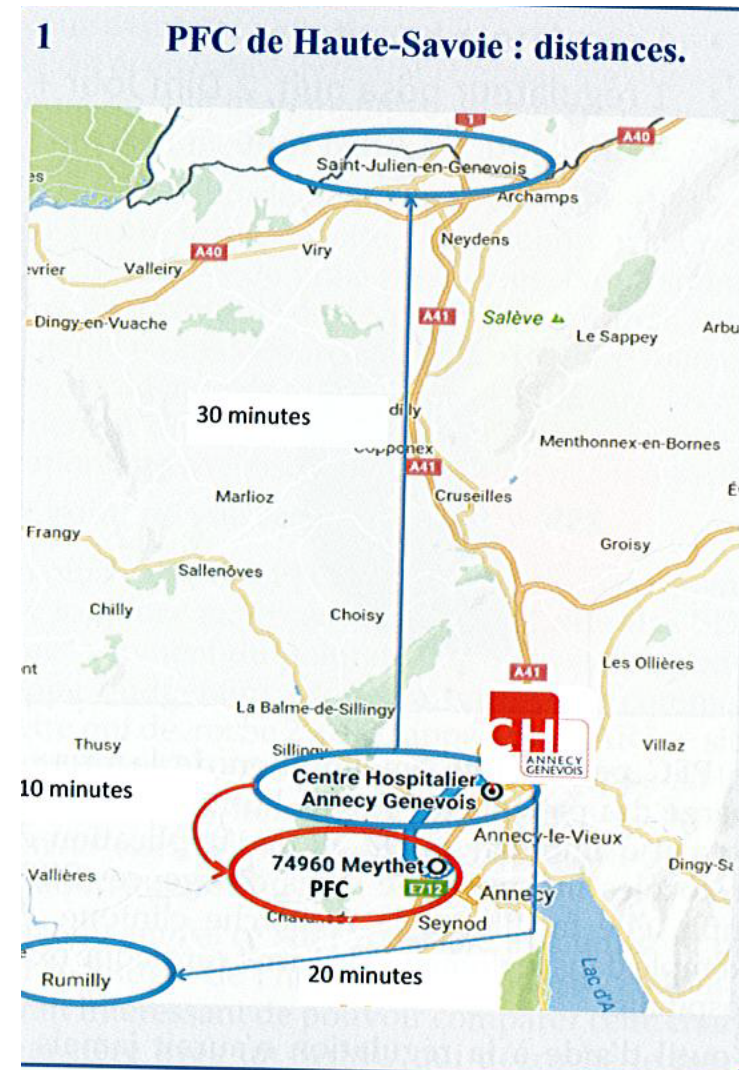 1 PFC de Haute-Savoie : distances.
1
A40
Saint-Julien-en-Genevois
Archamps
Neydens
A40
Viry
Valleiry
Dingy-en-Vuache
A41
Salève
Le Sappey
30 minutes
Menthonnex-en-Bornes
A41
Marlioz
Cruseilles
Frangy
Groisy
Sallenôves
Chilly
Choisy
A41
Les Ollières
La Balme-de-Sillingy
CH
ANNECY
GENEVOIS
Thusy
Sillingy
Villaz
Centre Hospitalier
Annecy Genevois
10 minutes
Annecy-le-Vieux
74960 Meythet
PFC
Vallières
E712
Annecy
Seynod
Rumilly
20 minutes